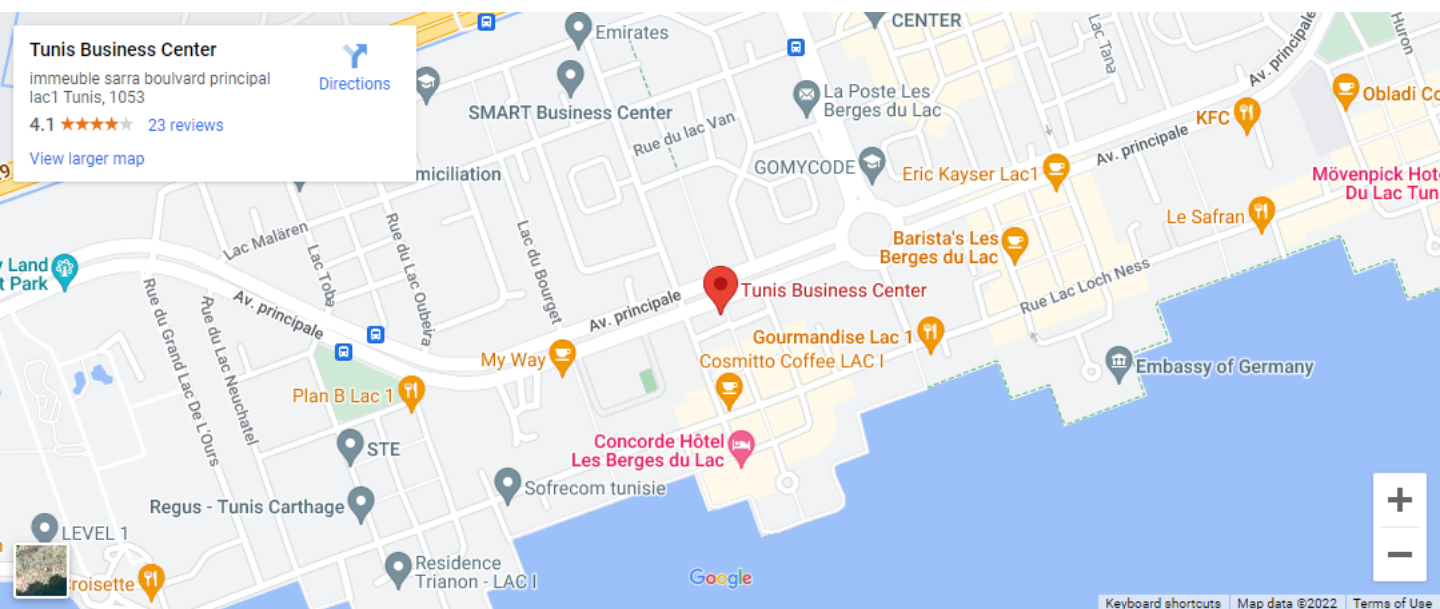 Tunis Business Center
immeuble sarra boulvard principal
lac1 Tunis, 1053
4.1
23 reviews
View larger map
Directions
Emirates
CENTER
Lac Tana
Av. principale
Huron
SMART Business Center
La Poste Les
Berges du Lac
Rue du lac Van
KFC
Obladi
Av. principale
GOMYCODE
Eric Kayser Lac1
Mövenpick
Du Lac
Le Safran
Lac Malären
Rue du Lac Oubeira
Lac du Bourget
Barista's Les
Berges du Lac
Land
Park
Lac Toba
Tunis Business Center
Rue Lac Loch Ness
Rue du Grand Lac De L'Ours
Rue du Lac Neuchatel
Av. principale
Av. principale
Gourmandise Lac 1
My Way
Cosmitto Coffee LAC I
Embassy of Germany
Plan B Lac 1
STE
Concorde Hôtel
Les Berges du Lac
Sofrecom tunisie
Regus - Tunis Carthage
LEVEL 1
Residence
Trianon - LAC I
Google
Keyboard shortcuts
Map data ©2022
Terms of Use